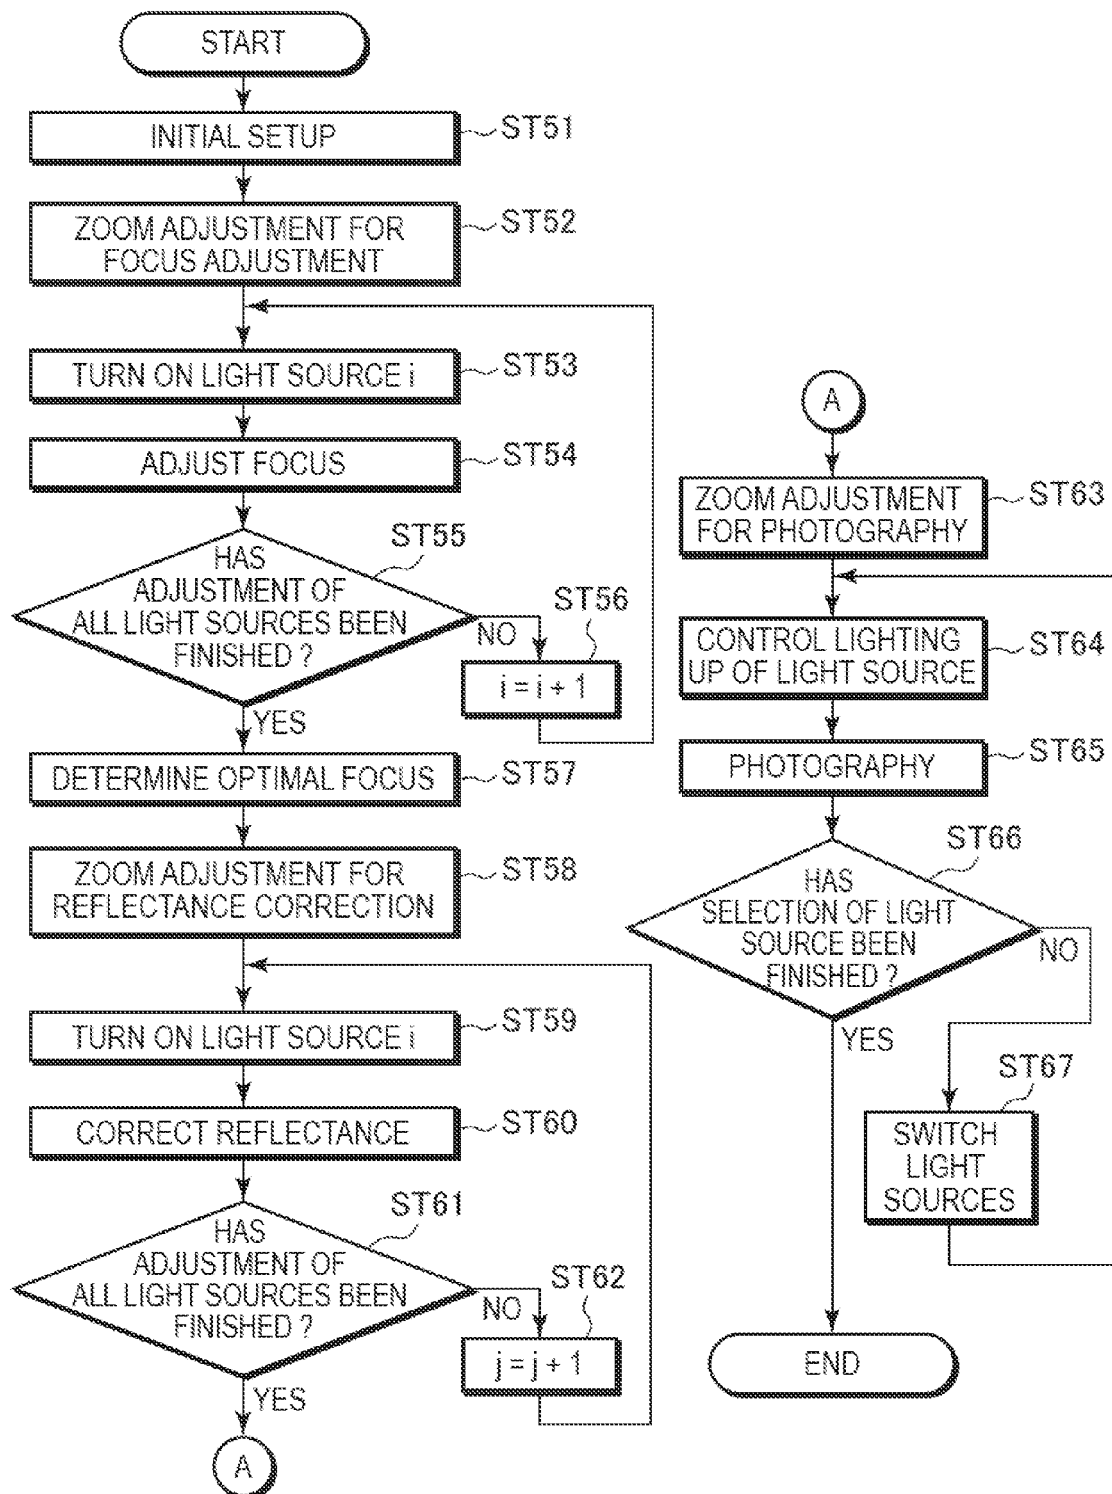 START
INITIAL SETUP
ST51
ZOOM ADJUSTMENT FOR
FOCUS ADJUSTMENT
ST52
TURN ON LIGHT SOURCE i
ST53
ADJUST FOCUS
ST54
HAS
ADJUSTMENT OF
ALL LIGHT SOURCES BEEN
FINISHED ?
ST55
NO
ST56
i = i + 1
YES
DETERMINE OPTIMAL FOCUS
ST57
ZOOM ADJUSTMENT FOR
REFLECTANCE CORRECTION
ST58
TURN ON LIGHT SOURCE i
ST59
CORRECT REFLECTANCE
ST60
HAS
ADJUSTMENT OF
ALL LIGHT SOURCES BEEN
FINISHED ?
ST61
NO
ST62
j = j + 1
YES
A
A
ZOOM ADJUSTMENT
FOR PHOTOGRAPHY
ST63
CONTROL LIGHTING
UP OF LIGHT SOURCE
ST64
PHOTOGRAPHY
ST65
HAS
SELECTION OF LIGHT
SOURCE BEEN
FINISHED ?
ST66
NO
YES
ST67
SWITCH
LIGHT
SOURCES
END